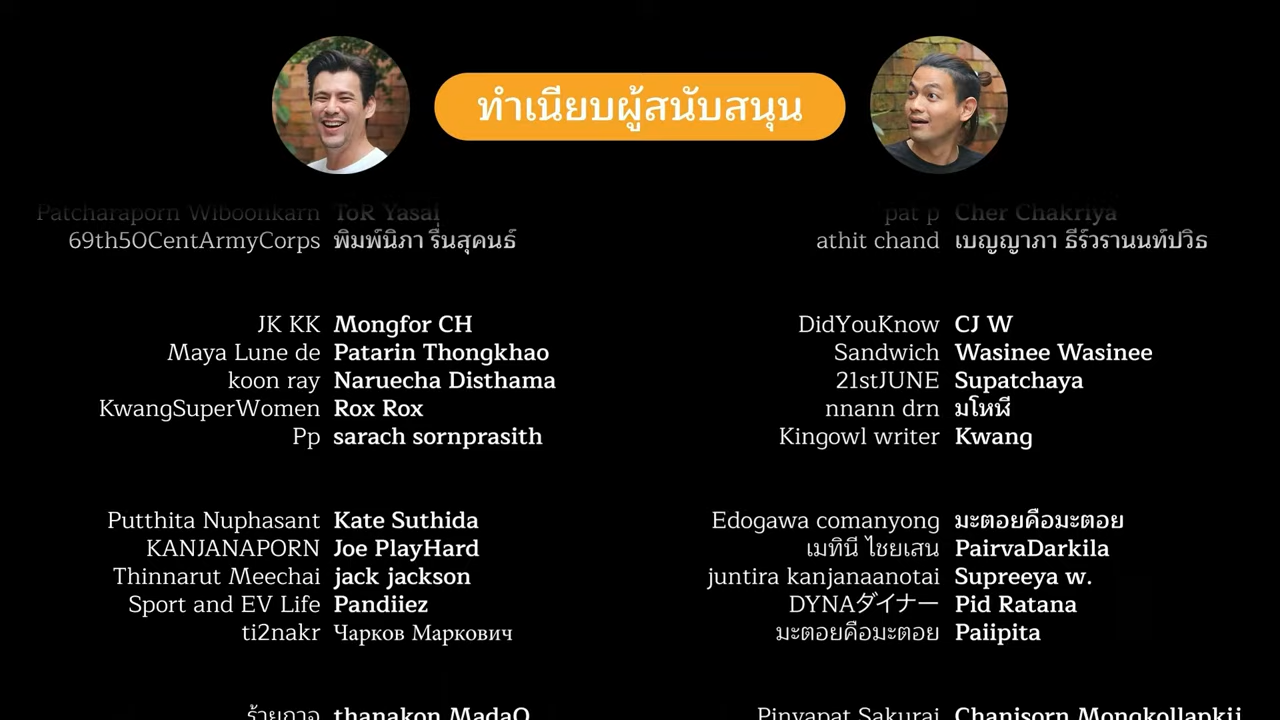 ทำเนียบผู้สนับสนุน
Patcharaporn Wiboonkarn ToR Yasal
pat p Cher Chakriya
69th5OCentArmyCorps พิมพ์นิภา รื่นสุคนธ์
athit chand เบญญาภา ธีร์วรานนท์ปวิธ
JK KK Mongfor CH
Maya Lune de Patarin Thongkhao
koon ray Naruecha Disthama
KwangSuperWomen Rox Rox
Pp sarach sornprasith
DidYouKnow CJ W
Sandwich Wasinee Wasinee
21stJUNE Supatchaya
nnann drn มโหฬี
Kingowl writer Kwang
Putthita Nuphasant Kate Suthida
KANJANAPORN Joe PlayHard
Thinnarut Meechai jack jackson
Sport and EV Life Pandiiez
ti2nakr Чарков Маркович
Edogawa comanyong มะตอยคือมะตอย
เมทินี ไชยเสน PairvaDarkila
juntira kanjanaanotai Supreeya w.
DYNAダイナー Pid Ratana
มะตอยคือมะตอย Paiipita
thanakon MadaO
Pinyapat Sakurai Chanisorn Monokollankij